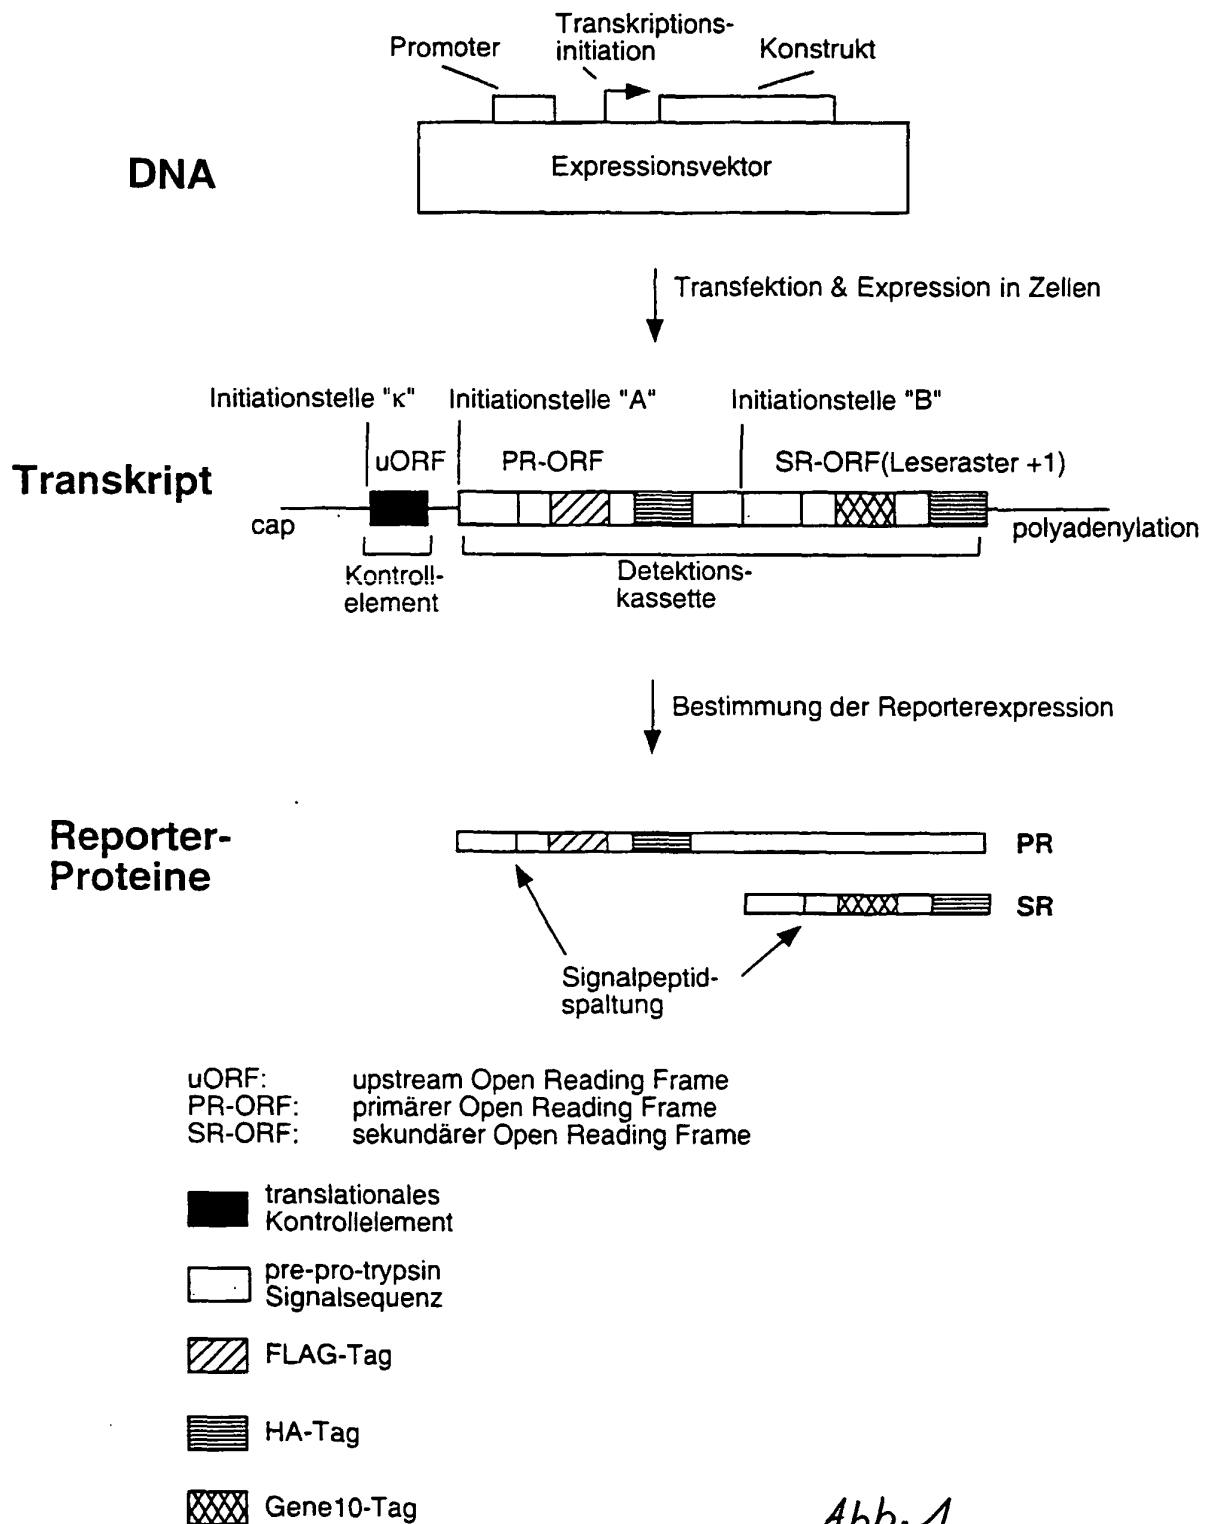 Transkriptions-
initiation
Promoter
Konstrukt
DNA
Expressionsvektor
Transfektion & Expression in Zellen
Initiationstelle "κ"
Initiationstelle "A"
Initiationstelle "B"
uORF
PR-ORF
SR-ORF(Leseraster +1)
Transkript
cap
polyadenylation
Kontroll-
element
Detektions-
kassette
Bestimmung der Reporterexpression
Reporter-
Proteine
PR
SR
Signalpeptid-
spaltung
uORF: upstream Open Reading Frame
PR-ORF: primärer Open Reading Frame
SR-ORF: sekundärer Open Reading Frame
translationales
Kontrollelement
pre-pro-trypsin
Signalsequenz
FLAG-Tag
HA-Tag
Gene10-Tag
Abb. 1